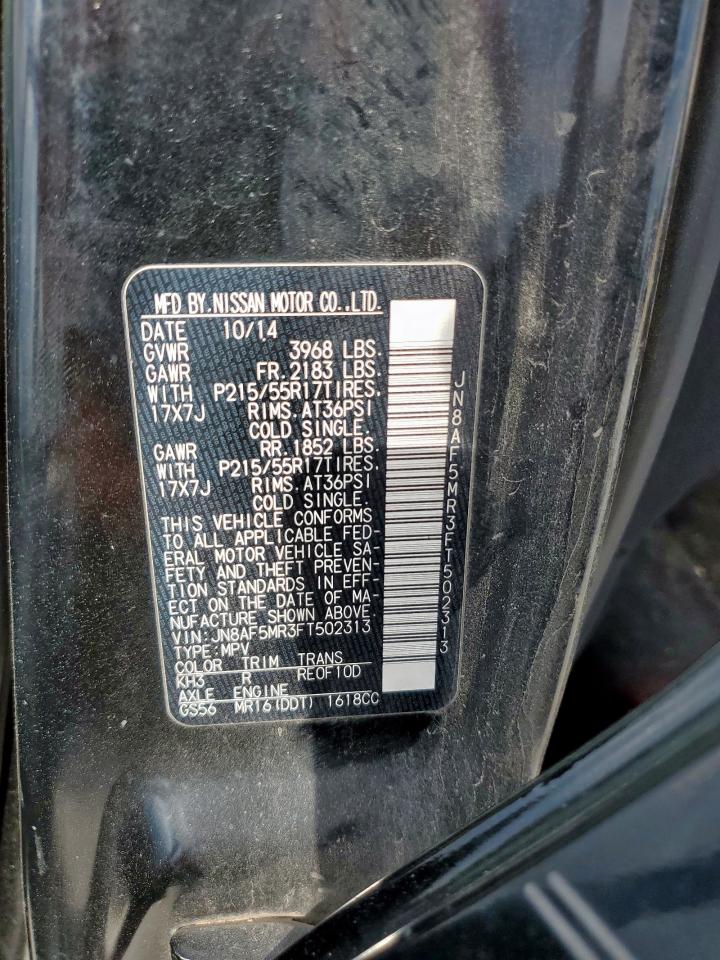 MFD BY.NISSAN MOTOR CO.,LTD.
DATE 10/14
GVWR 3968 LBS.
GAWR FR. 2183 LBS.
WITH P215/55R17TIRES.
17X7J RIMS. AT36PSI
COLD SINGLE.
GAWR RR. 1852 LBS.
WITH P215/55R17TIRES.
17X7J RIMS. AT36PSI
COLD SINGLE.
THIS VEHICLE CONFORMS
TO ALL APPLICABLE FED-
ERAL MOTOR VEHICLE SA-
FETY AND THEFT PREVEN-
TION STANDARDS IN EFF-
ECT ON THE DATE OF MA-
NUFACTURE SHOWN ABOVE.
VIN:JN8AF5MR3FT502313
TYPE:MPV
COLOR TRIM TRANS
KH3 R RE0F10D
AXLE ENGINE
GS56 MR16(DDT) 1618CC
JN8AF5MR3FT502313